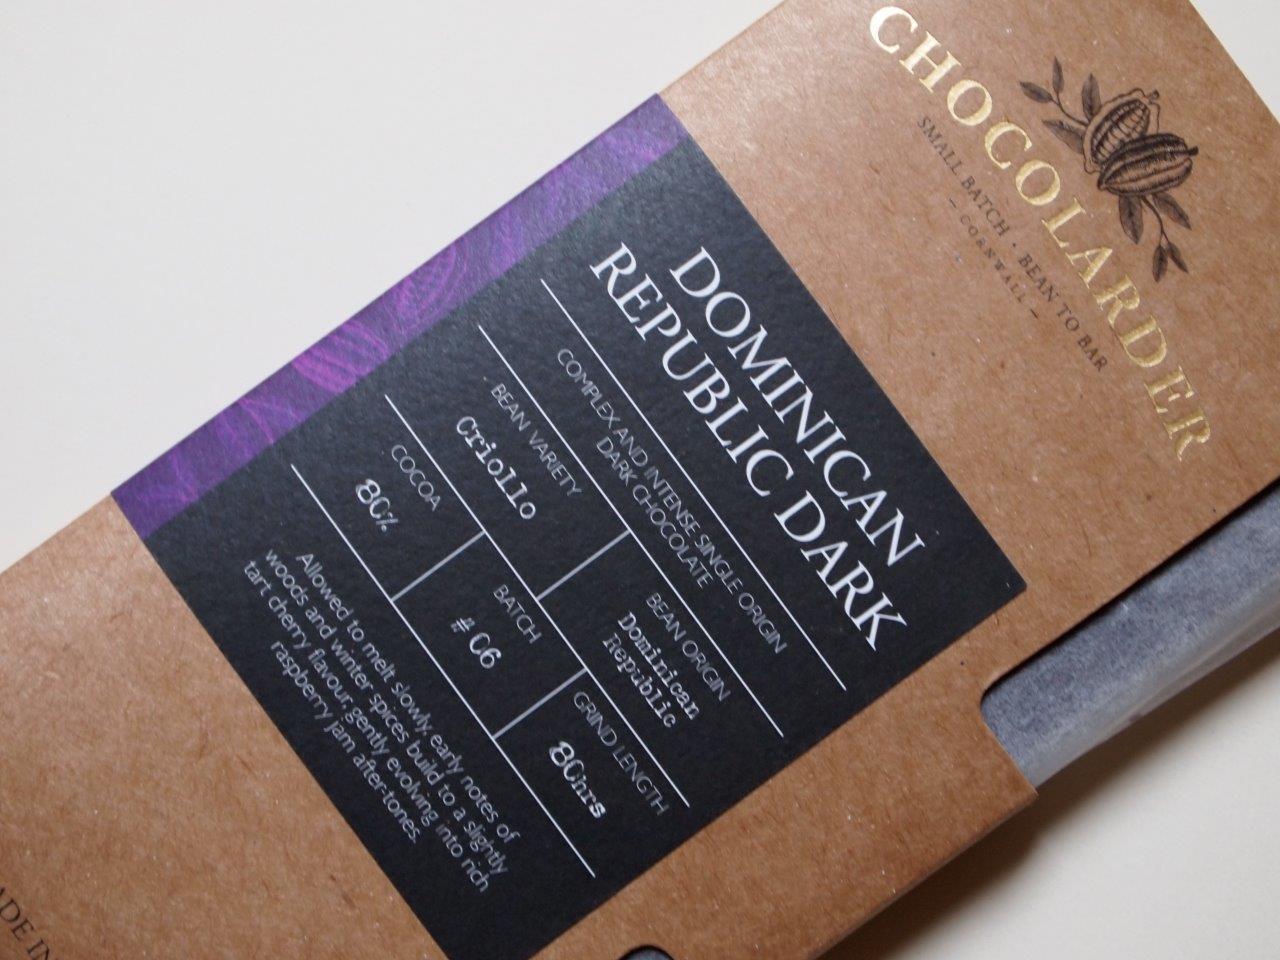 CHOCOLARDER
SMALL BATCH · BEAN TO BAR
– CORNWALL –
DOMINICAN
REPUBLIC DARK
COMPLEX AND INTENSE SINGLE ORIGIN
DARK CHOCOLATE
BEAN VARIETY
Criollo
BEAN ORIGIN
Dominican
Republic
COCOA
80%
BATCH
#06
GRIND LENGTH
80hrs
Allowed to melt slowly, early notes of
woods and winter spices build to a slightly
tart cherry flavour, gently evolving into rich
raspberry jam after-tones.
ADE IN